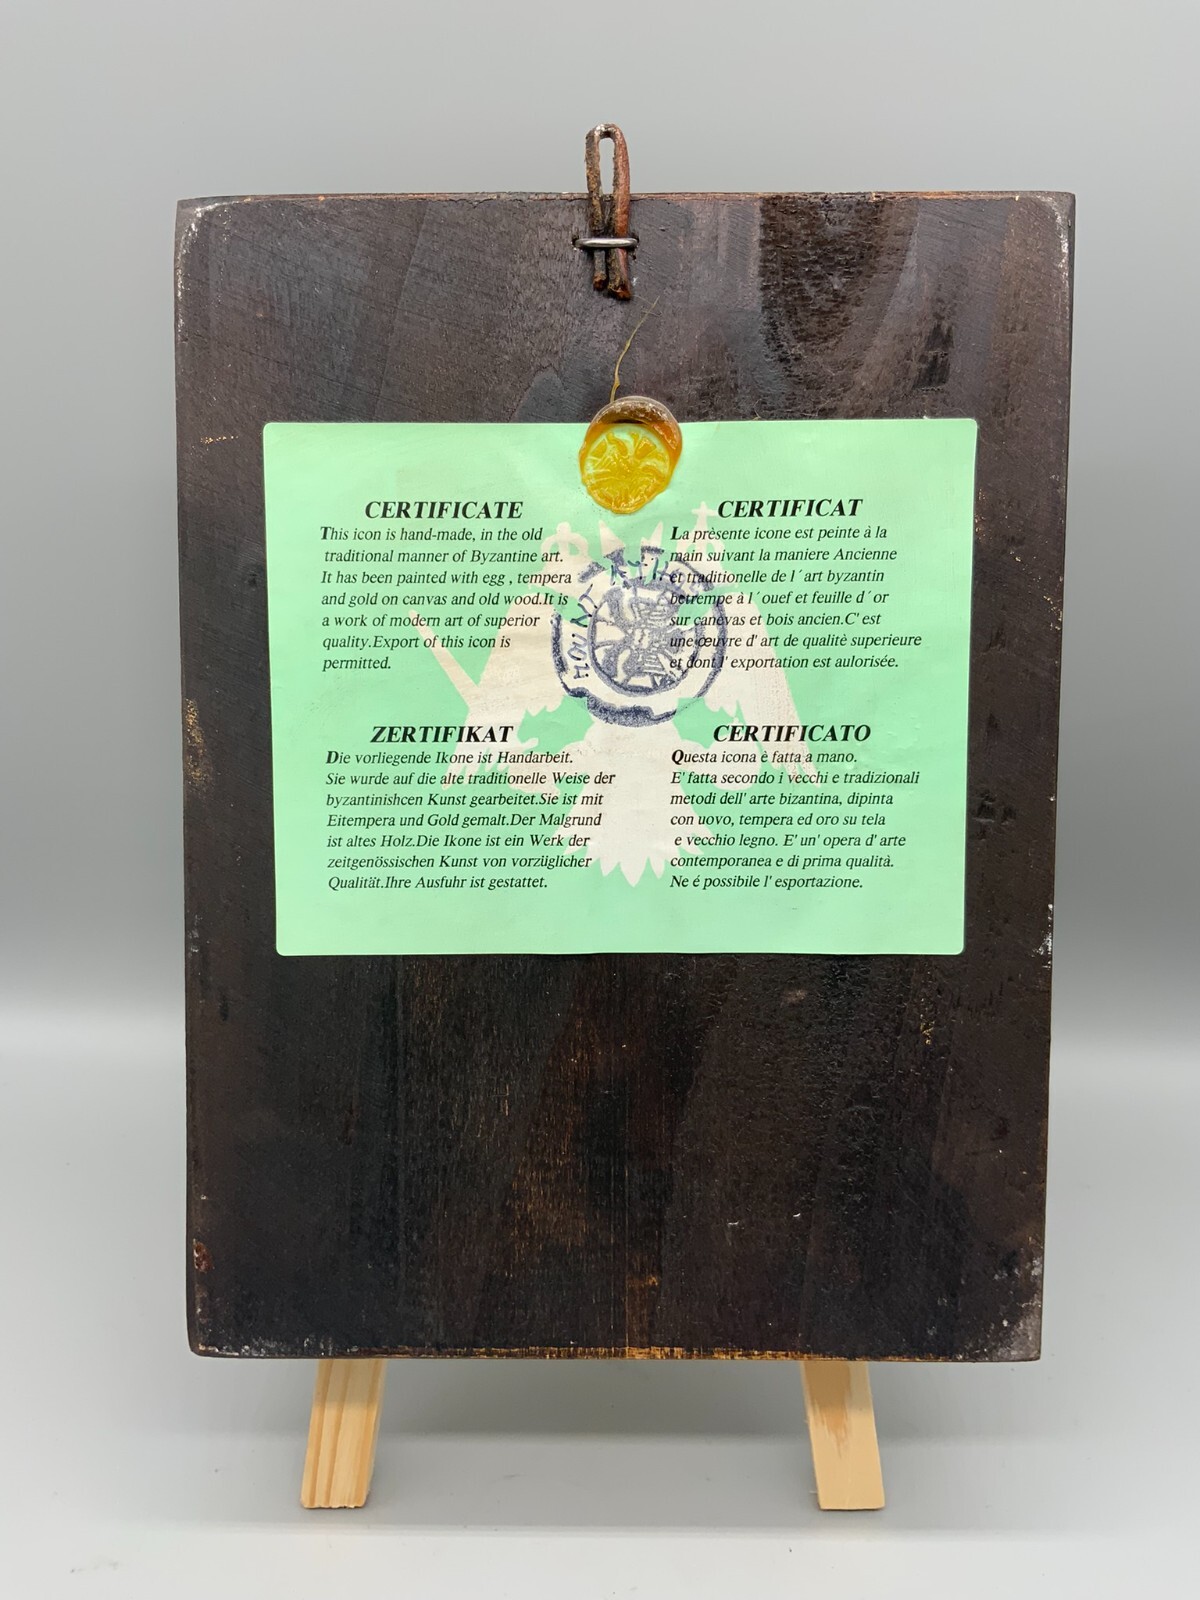 CERTIFICATE
This icon is hand-made, in the old
traditional manner of Byzantine art.
It has been painted with egg , tempera
and gold on canvas and old wood.It is
a work of modern art of superior
quality.Export of this icon is
permitted.
CERTIFICAT
La prèsente icone est peinte à la
main suivant la maniere Ancienne
et traditionelle de l´art byzantin
betrempe à l´ouef et feuille d´or
sur canevas et bois ancien.C' est
une œuvre d' art de qualitè superieure
et dont l' exportation est aulorisée.
ZERTIFIKAT
Die vorliegende Ikone ist Handarbeit.
Sie wurde auf die alte traditionelle Weise der
byzantinishcen Kunst gearbeitet.Sie ist mit
Eitempera und Gold gemalt.Der Malgrund
ist altes Holz.Die Ikone ist ein Werk der
zeitgenössischen Kunst von vorzüglicher
Qualität.Ihre Ausfuhr ist gestattet.
CERTIFICATO
Questa icona è fatta a mano.
E' fatta secondo i vecchi e tradizionali
metodi dell' arte bizantina, dipinta
con uovo, tempera ed oro su tela
e vecchio legno. E' un' opera d' arte
contemporanea e di prima qualità.
Ne é possibile l' esportazione.